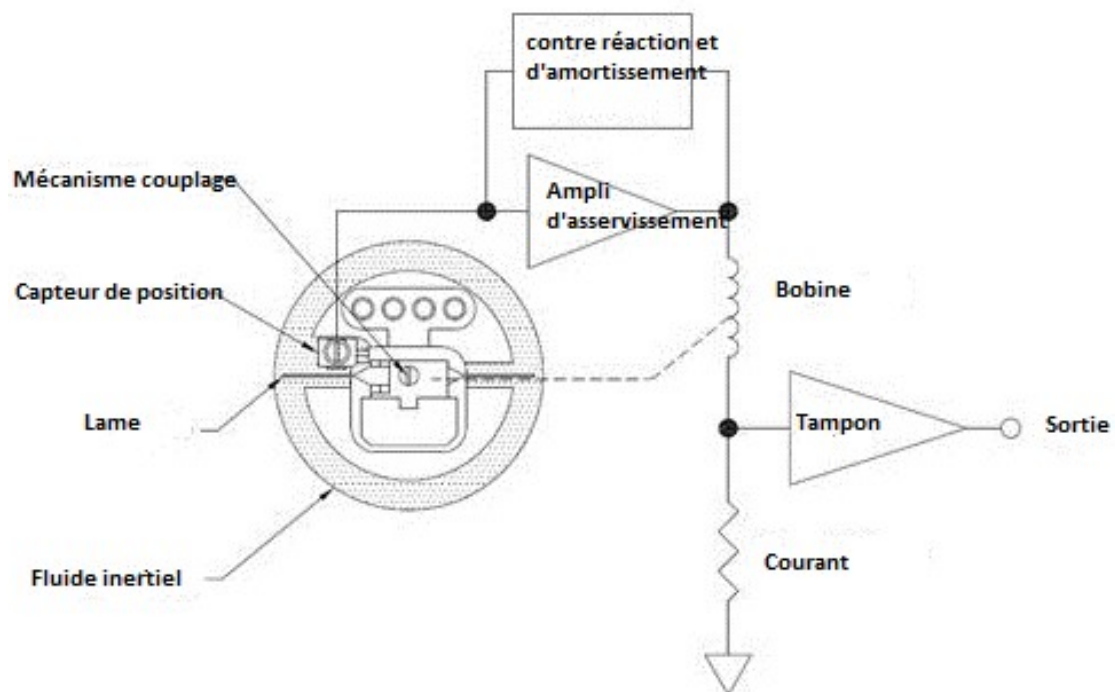 contre réaction et
d'amortissement
Mécanisme couplage
Ampli
d'asservissement
Capteur de position
Bobine
Lame
Tampon
Sortie
Fluide inertiel
Courant